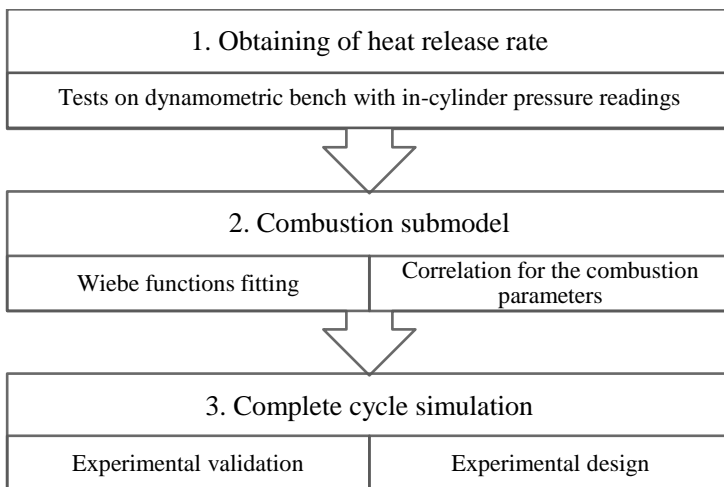 1. Obtaining of heat release rate
Tests on dynamometric bench with in-cylinder pressure readings
2. Combustion submodel
Wiebe functions fitting
Correlation for the combustion
parameters
3. Complete cycle simulation
Experimental validation
Experimental design